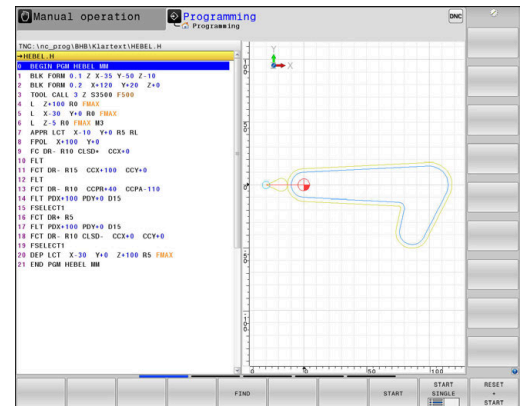 Manual operation
Programming
Programming
DNC
TNC:\nc_prog\BHB\Klartext\HEBEL.H
→HEBEL.H
0 BEGIN PGM HEBEL MM
1 BLK FORM 0.1 Z X-35 Y-50 Z-10
2 BLK FORM 0.2 X+120 Y+20 Z+0
3 TOOL CALL 3 Z S3500 F500
4 L Z+100 R0 FMAX
5 L X-30 Y+0 R0 FMAX
6 L Z-5 R0 FMAX M3
7 APPR LCT X-10 Y+0 R5 RL
8 FPOL X+100 Y+0
9 FC DR- R10 CLSD+ CCX+0
10 FLT
11 FCT DR- R15 CCX+100 CCY+0
12 FLT
13 FCT DR- R10 CCPR+40 CCPA-110
14 FLT PDX+100 PDY+0 D15
15 FSELECT1
16 FCT DR+ R5
17 FLT PDX+100 PDY+0 D15
18 FCT DR- R10 CLSD- CCX+0 CCY+0
19 FSELECT1
20 DEP LCT X-30 Y+0 Z+100 R5 FMAX
21 END PGM HEBEL MM
Y
X
0
50
100
FIND
START
START SINGLE
RESET + START